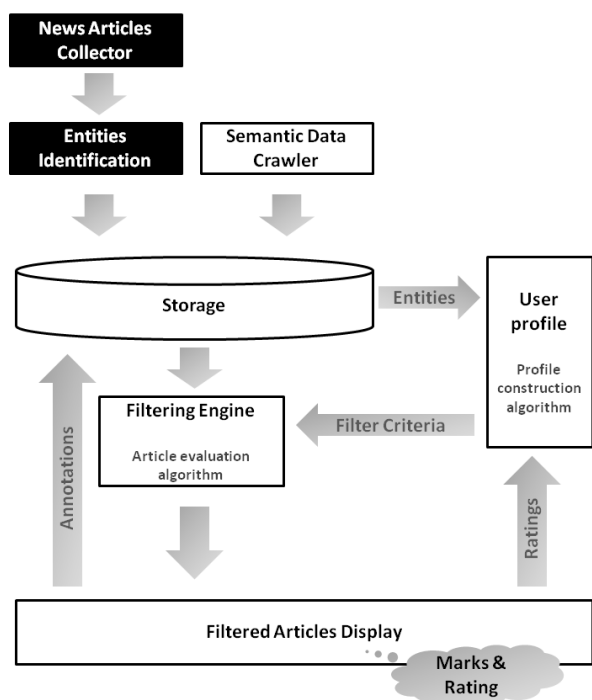 News Articles
Collector
Entities
Identification
Semantic Data
Crawler
Storage
Entities
User
profile
Profile
construction
algorithm
Filtering Engine
Article evaluation
algorithm
Filter Criteria
Annotations
Ratings
Filtered Articles Display
Marks &
Rating